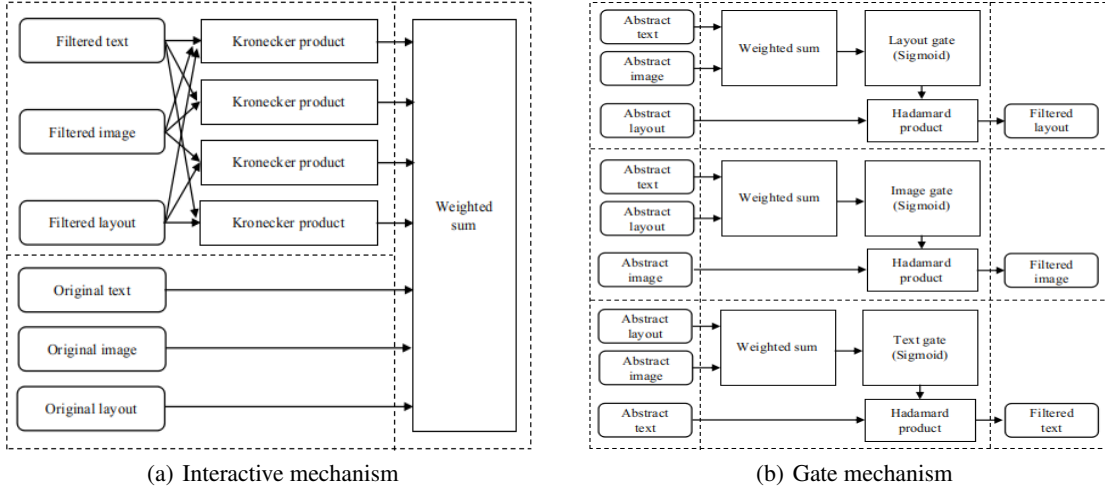 Filtered text
Filtered image
Filtered layout
Original text
Original image
Original layout
Kronecker product
Kronecker product
Kronecker product
Kronecker product
Weighted
sum
(a) Interactive mechanism
Abstract
text
Abstract
image
Abstract
layout
Weighted sum
Layout gate
(Sigmoid)
Hadamard
product
Filtered
layout
Abstract
text
Abstract
layout
Abstract
image
Weighted sum
Image gate
(Sigmoid)
Hadamard
product
Filtered
image
Abstract
layout
Abstract
image
Abstract
text
Weighted sum
Text gate
(Sigmoid)
Hadamard
product
Filtered
text
(b) Gate mechanism